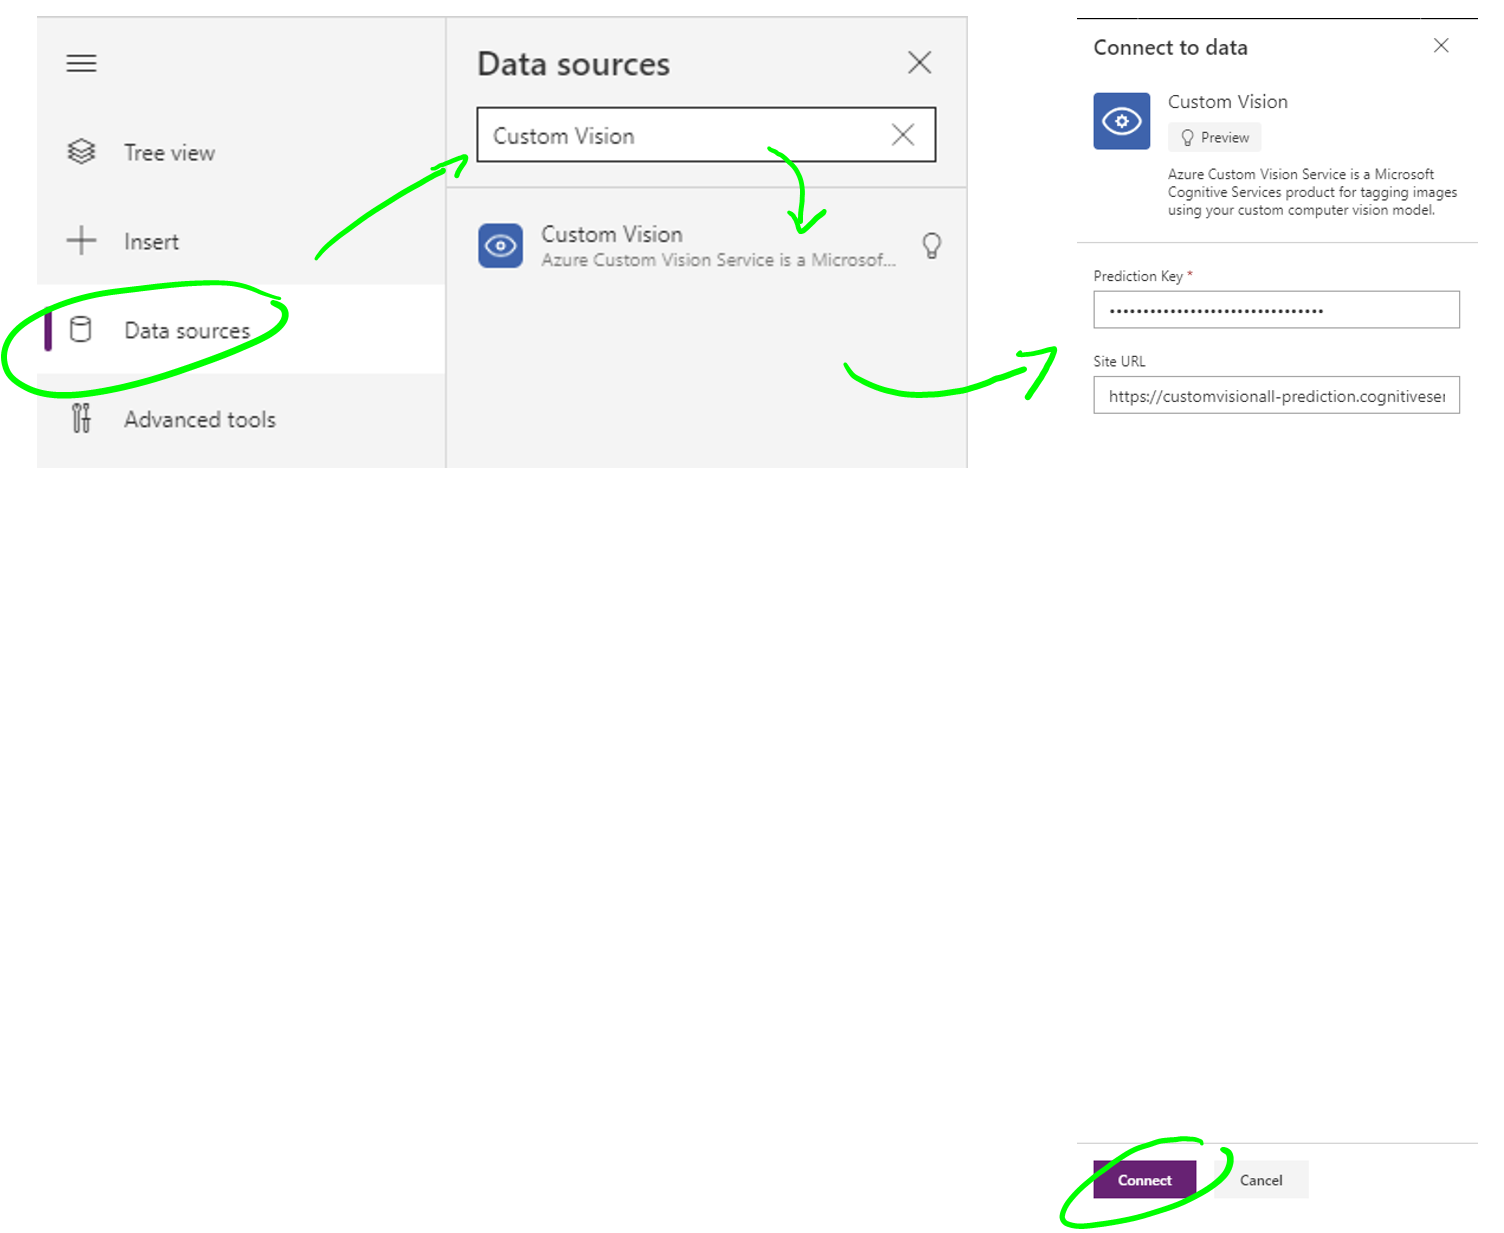 Tree view
Insert
Data sources
Advanced tools
Data sources
Custom Vision
Custom Vision
Azure Custom Vision Service is a Microsof...
Connect to data
Custom Vision
Preview
Azure Custom Vision Service is a Microsoft
Cognitive Services product for tagging images
using your custom computer vision model.
Prediction Key *
••••••••••••••••••••••••••••••••
Site URL
https://customvisionall-prediction.cognitiveser
Connect
Cancel